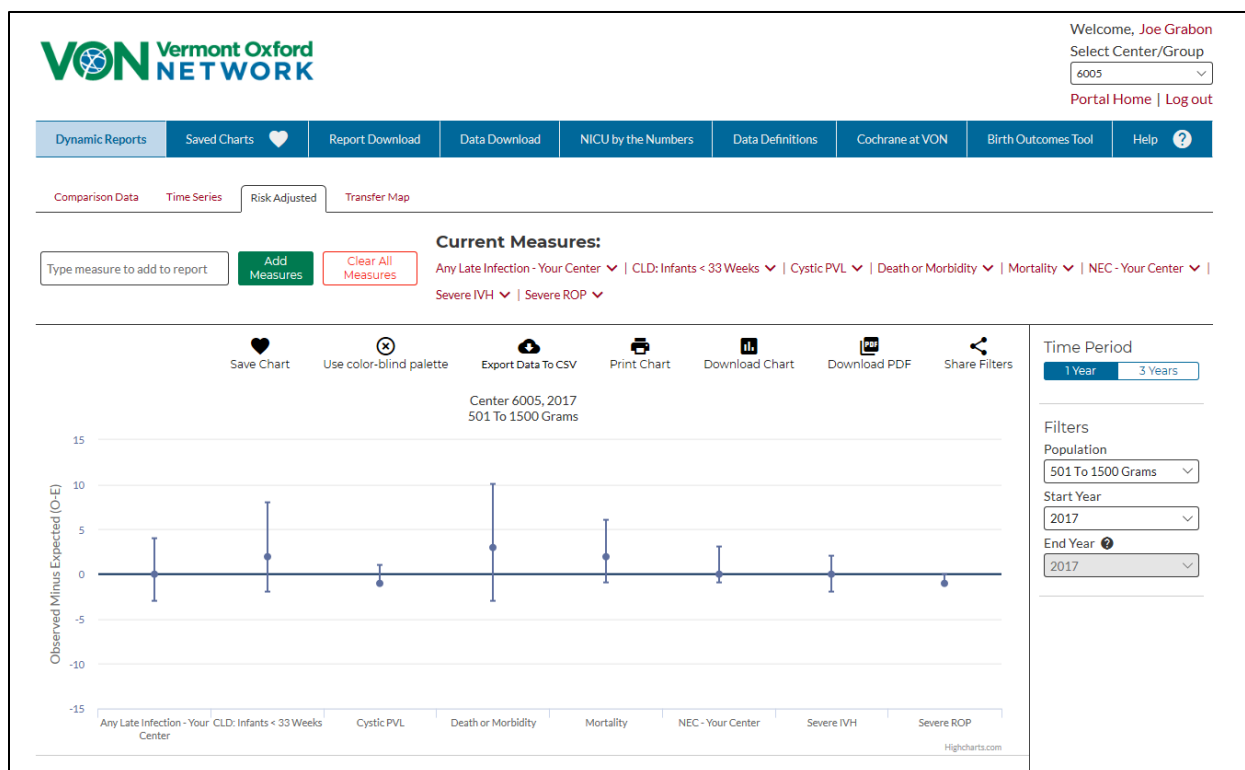 Welcome, Joe Grabon
VON Vermont Oxford NETWORK
Select Center/Group
6005
Portal Home | Log out
Dynamic Reports Saved Charts Report Download Data Download NICU by the Numbers Data Definitions Cochrane at VON Birth Outcomes Tool Help ?
Comparison Data Time Series Risk Adjusted Transfer Map
Current Measures:
Type measure to add to report
Add Measures
Clear All Measures
Any Late Infection - Your Center | CLD: Infants < 33 Weeks | Cystic PVL | Death or Morbidity | Mortality | NEC - Your Center |
Severe IVH | Severe ROP
Save Chart Use color-blind palette Export Data To CSV Print Chart Download Chart PDF Download PDF Share Filters
Center 6005, 2017
501 To 1500 Grams
Observed Minus Expected (O-E)
15
10
5
0
-5
-10
-15
Any Late Infection - Your Center CLD: Infants < 33 Weeks Cystic PVL Death or Morbidity Mortality NEC - Your Center Severe IVH Severe ROP
Highcharts.com
Time Period
1 Year 3 Years
Filters
Population
501 To 1500 Grams
Start Year
2017
End Year ?
2017